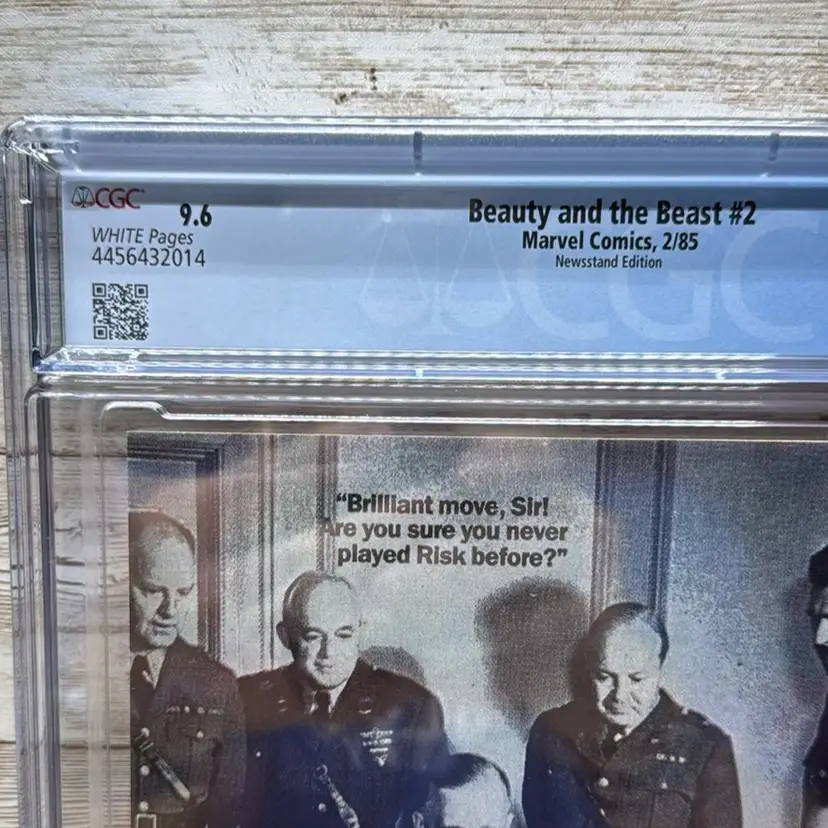 CGC
9.6
WHITE Pages
4456432014
Beauty and the Beast #2
Marvel Comics, 2/85
Newsstand Edition
CGC
“Brilliant move, Sir!
Are you sure you never
played Risk before?”